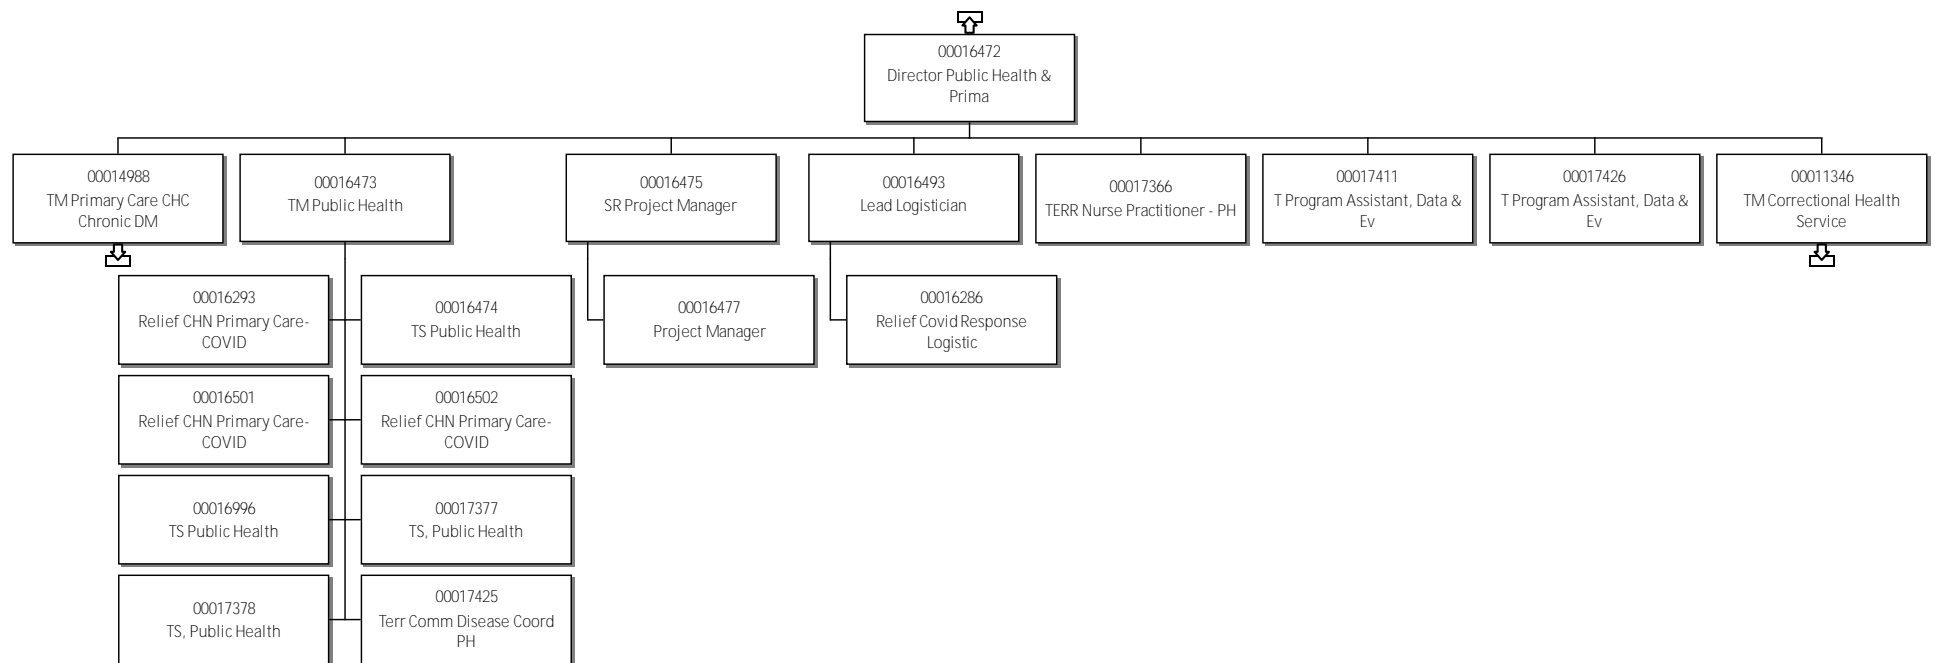 00016472
Director Public Health &
Prima
00014988
TM Primary Care CHC
Chronic DM
00016473
TM Public Health
00016475
SR Project Manager
00016493
Lead Logistician
00017366
TERR Nurse Practitioner - PH
00017411
T Program Assistant, Data &
Ev
00017426
T Program Assistant, Data &
Ev
00011346
TM Correctional Health
Service
00016293
Relief CHN Primary Care-
COVID
00016474
TS Public Health
00016477
Project Manager
00016286
Relief Covid Response
Logistic
00016501
Relief CHN Primary Care-
COVID
00016502
Relief CHN Primary Care-
COVID
00016996
TS Public Health
00017377
TS, Public Health
00017378
TS, Public Health
00017425
Terr Comm Disease Coord
PH